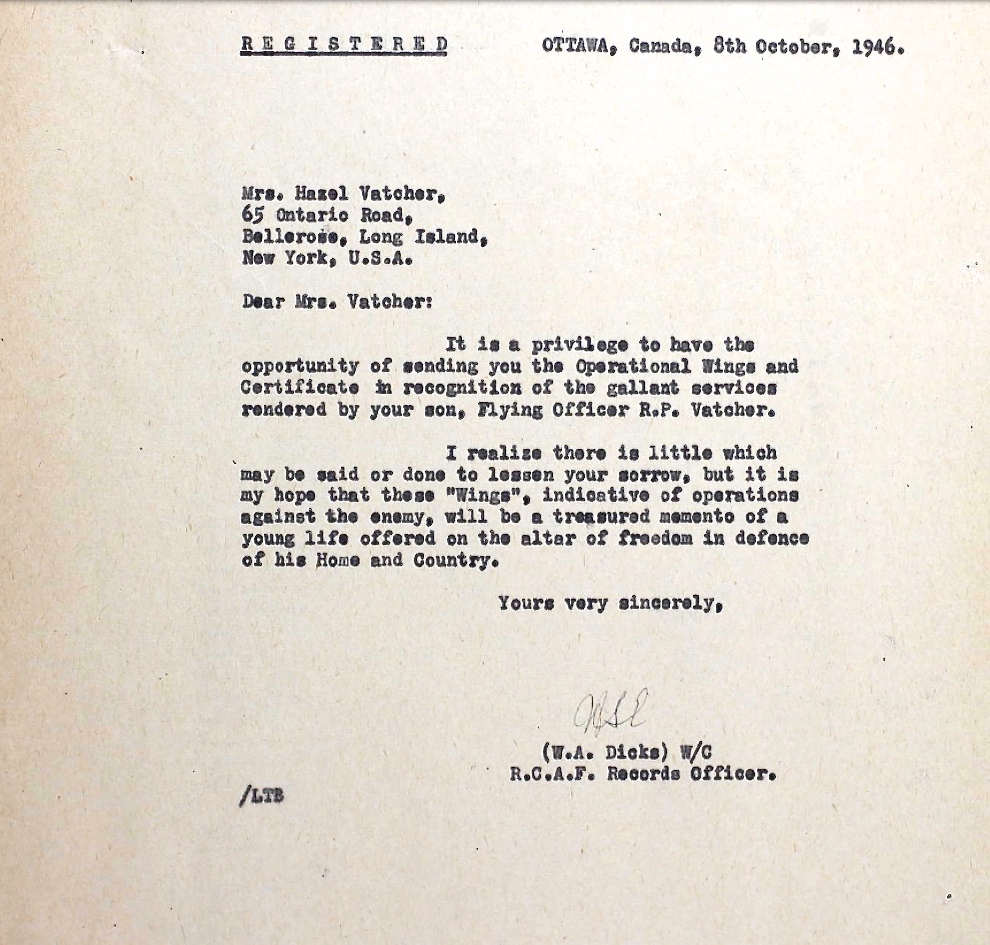 REGISTERED OTTAWA, Canada, 8th October, 1946.
Mrs. Hazel Vatcher,
65 Ontario Road,
Bellerose, Long Island,
New York, U.S.A.
Dear Mrs. Vatcher:
It is a privilege to have the
opportunity of sending you the Operational Wings and
Certificate in recognition of the gallant services
rendered by your son, Flying Officer R.P. Vatcher.
I realize there is little which
may be said or done to lessen your sorrow, but it is
my hope that these "Wings", indicative of operations
against the enemy, will be a treasured memento of a
young life offered on the altar of freedom in defence
of his Home and Country.
Yours very sincerely,
(W.A. Dicks) W/C
R.C.A.F. Records Officer.
/LTB